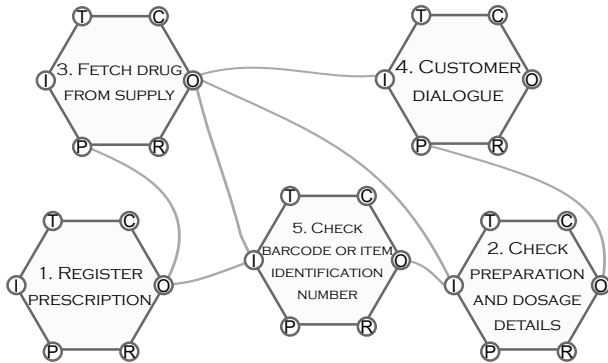 T C
T C
3. FETCH DRUG
4. CUSTOMER
I O
I O
FROM SUPPLY
DIALOGUE
P R
P R
T C
5. CHECK
BARCODE OR ITEM
I O
IDENTIFICATION
NUMBER
P R
T C
1. REGISTER
I O
PRESCRIPTION
P R
T C
2. CHECK
PREPARATION
I O
AND DOSAGE
DETAILS
P R